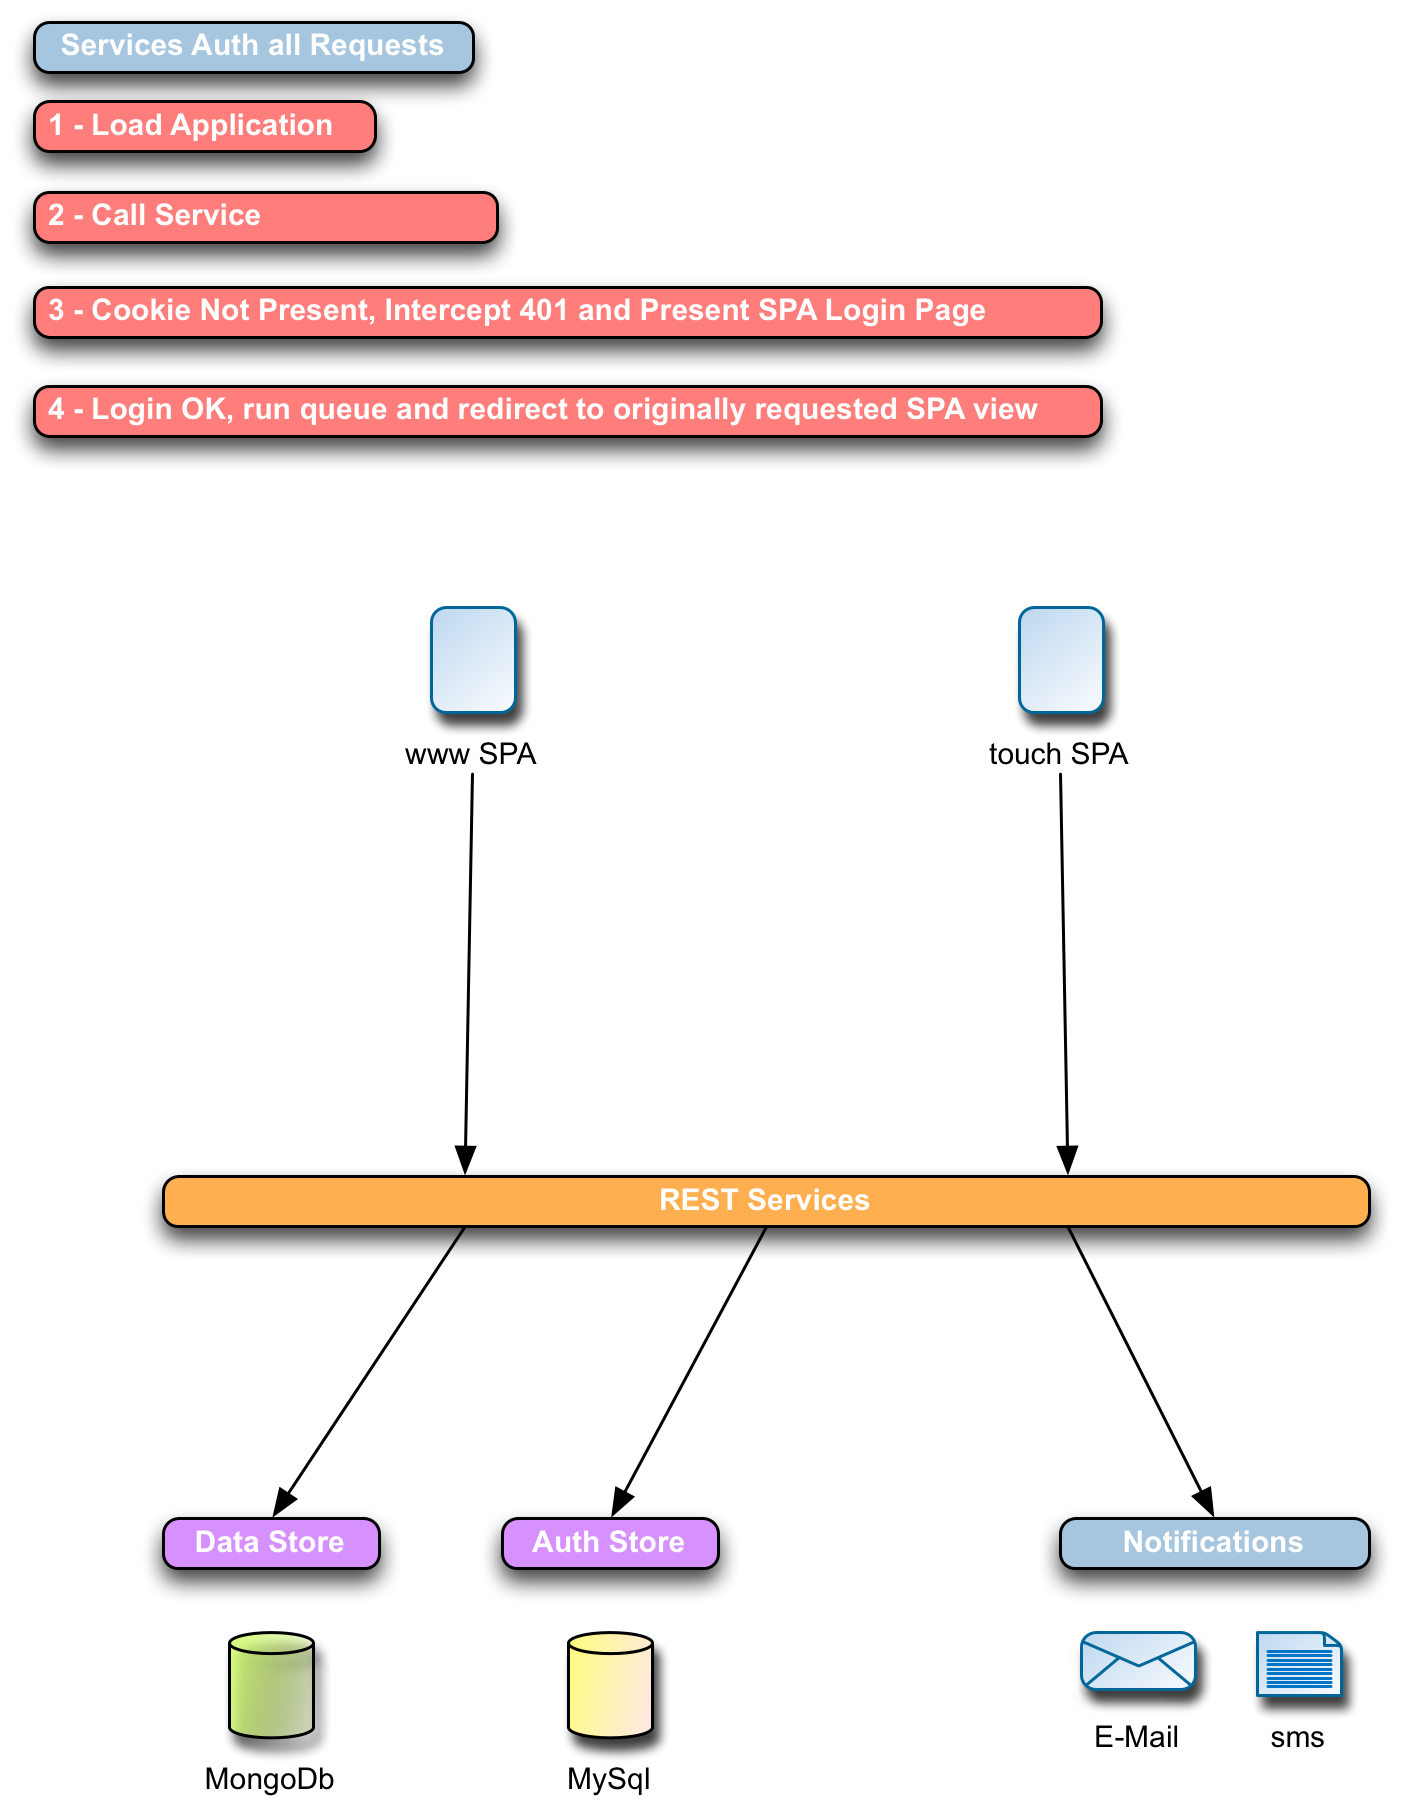 Services Auth all Requests
1 - Load Application
2 - Call Service
3 - Cookie Not Present, Intercept 401 and Present SPA Login Page
4 - Login OK, run queue and redirect to originally requested SPA view
www SPA
touch SPA
REST Services
Data Store
Auth Store
Notifications
E-Mail
sms
MongoDb
MySql